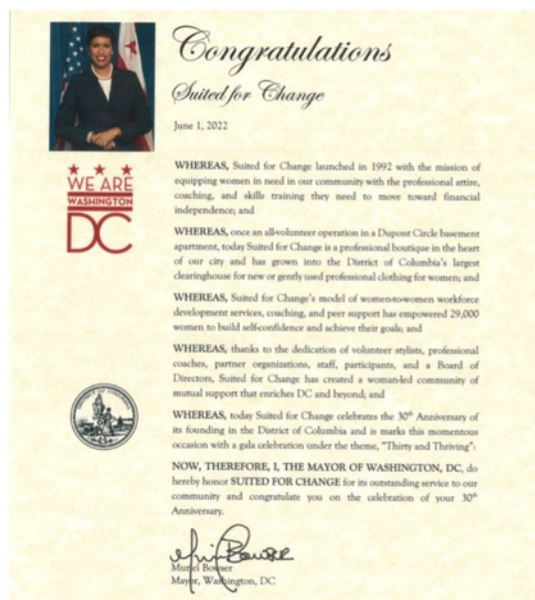 Congratulations
Suited for Change
June 1, 2022
WE ARE
WASHINGTON
DC
WHEREAS, Suited for Change launched in 1992 with the mission of
equipping women in need in our community with the professional attire,
coaching, and skills training they need to move toward financial
independence; and
WHEREAS, once an all-volunteer operation in a Dupont Circle basement
apartment, today Suited for Change is a professional boutique in the heart
of our city and has grown into the District of Columbia's largest
clearinghouse for new or gently used professional clothing for women; and
WHEREAS, Suited for Change's model of women-to-women workforce
development services, coaching, and peer support has empowered 29,000
women to build self-confidence and achieve their goals; and
WHEREAS, thanks to the dedication of volunteer stylists, professional
coaches, partner organizations, staff, participants, and a Board of
Directors, Suited for Change has created a woman-led community of
mutual support that enriches DC and beyond; and
WHEREAS, today Suited for Change celebrates the 30th Anniversary of
its founding in the District of Columbia and is marks this momentous
occasion with a gala celebration under the theme, "Thirty and Thriving":
NOW, THEREFORE, I, THE MAYOR OF WASHINGTON, DC, do
hereby honor SUITED FOR CHANGE for its outstanding service to our
community and congratulate you on the celebration of your 30th
Anniversary.
Muriel Bowser
Muriel Bowser
Mayor, Washington, DC